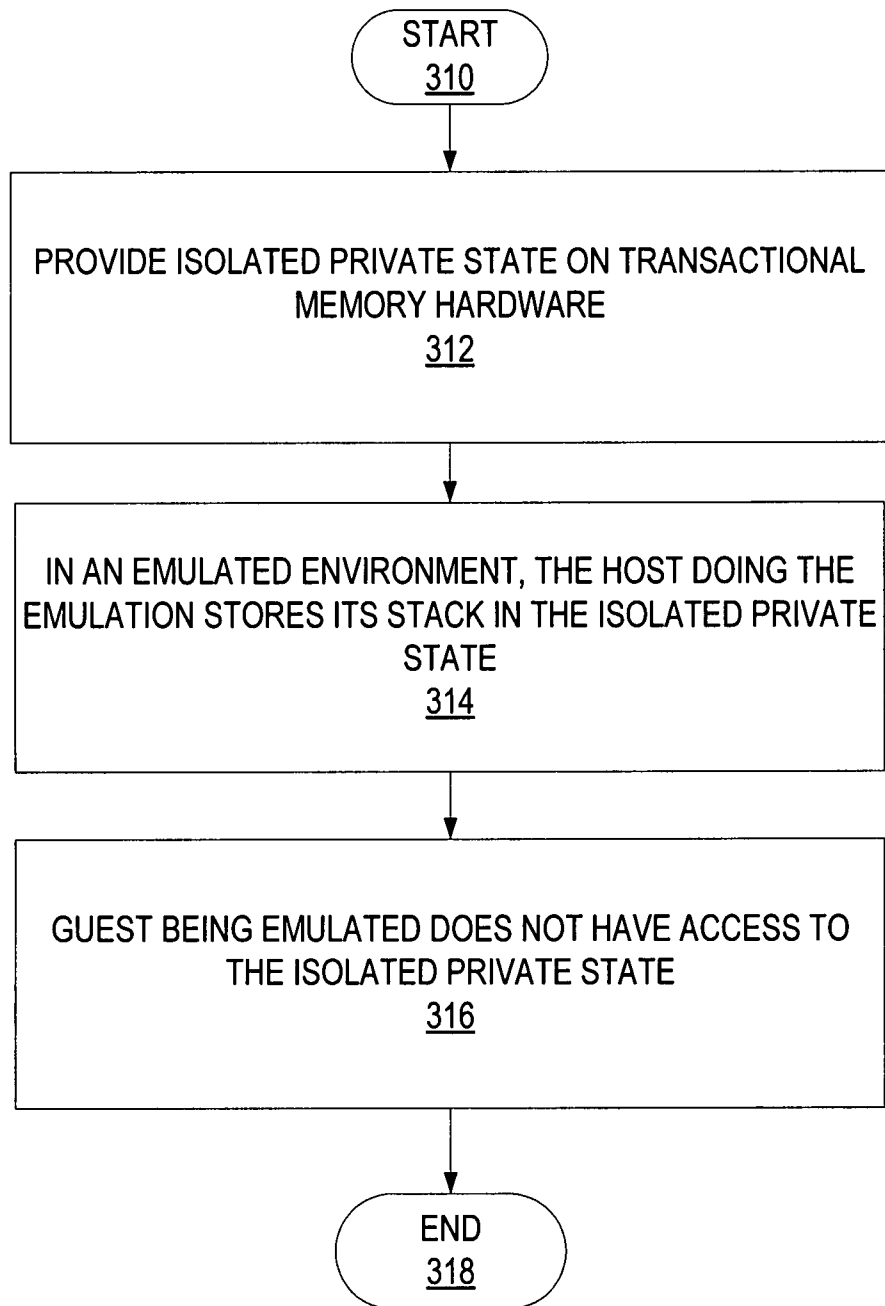 START
310
PROVIDE ISOLATED PRIVATE STATE ON TRANSACTIONAL
MEMORY HARDWARE
312
IN AN EMULATED ENVIRONMENT, THE HOST DOING THE
EMULATION STORES ITS STACK IN THE ISOLATED PRIVATE
STATE
314
GUEST BEING EMULATED DOES NOT HAVE ACCESS TO
THE ISOLATED PRIVATE STATE
316
END
318